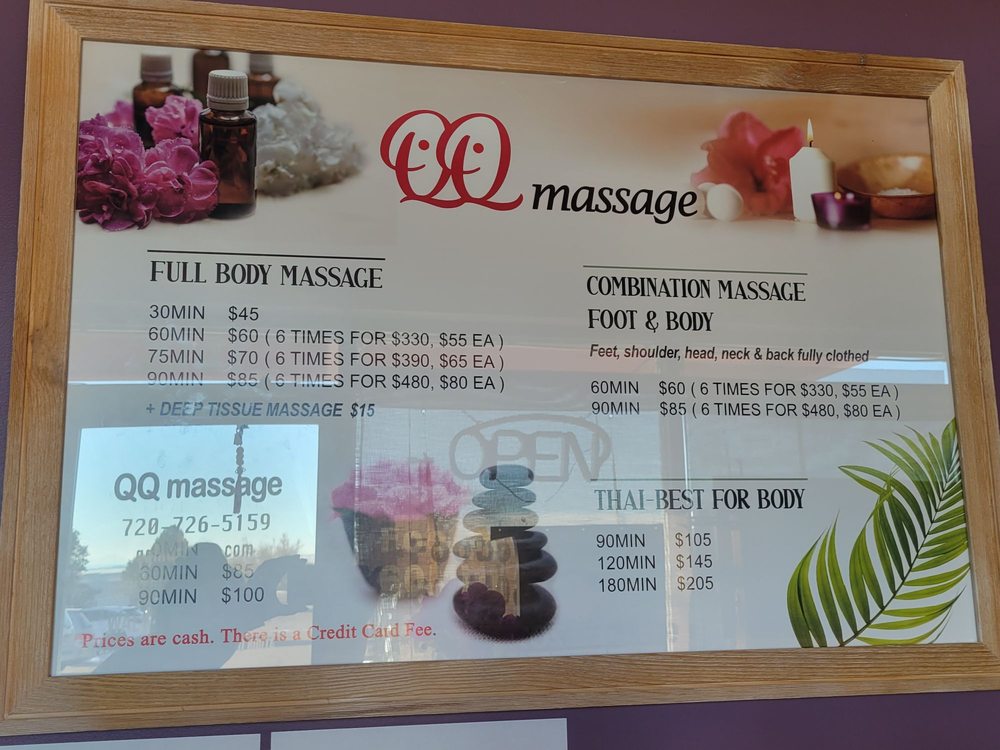 QQ massage
FULL BODY MASSAGE
30MIN $45
60MIN $60 ( 6 TIMES FOR $330, $55 EA )
75MIN $70 ( 6 TIMES FOR $390, $65 EA )
90MIN $85 ( 6 TIMES FOR $480, $80 EA )
+ DEEP TISSUE MASSAGE $15
COMBINATION MASSAGE
FOOT & BODY
Feet, shoulder, head, neck & back fully clothed
60MIN $60 ( 6 TIMES FOR $330, $55 EA )
90MIN $85 ( 6 TIMES FOR $480, $80 EA )
OPEN
QQ massage
720-726-5159
.com
60MIN $85
90MIN $100
THAI-BEST FOR BODY
90MIN $105
120MIN $145
180MIN $205
Prices are cash. There is a Credit Card Fee.